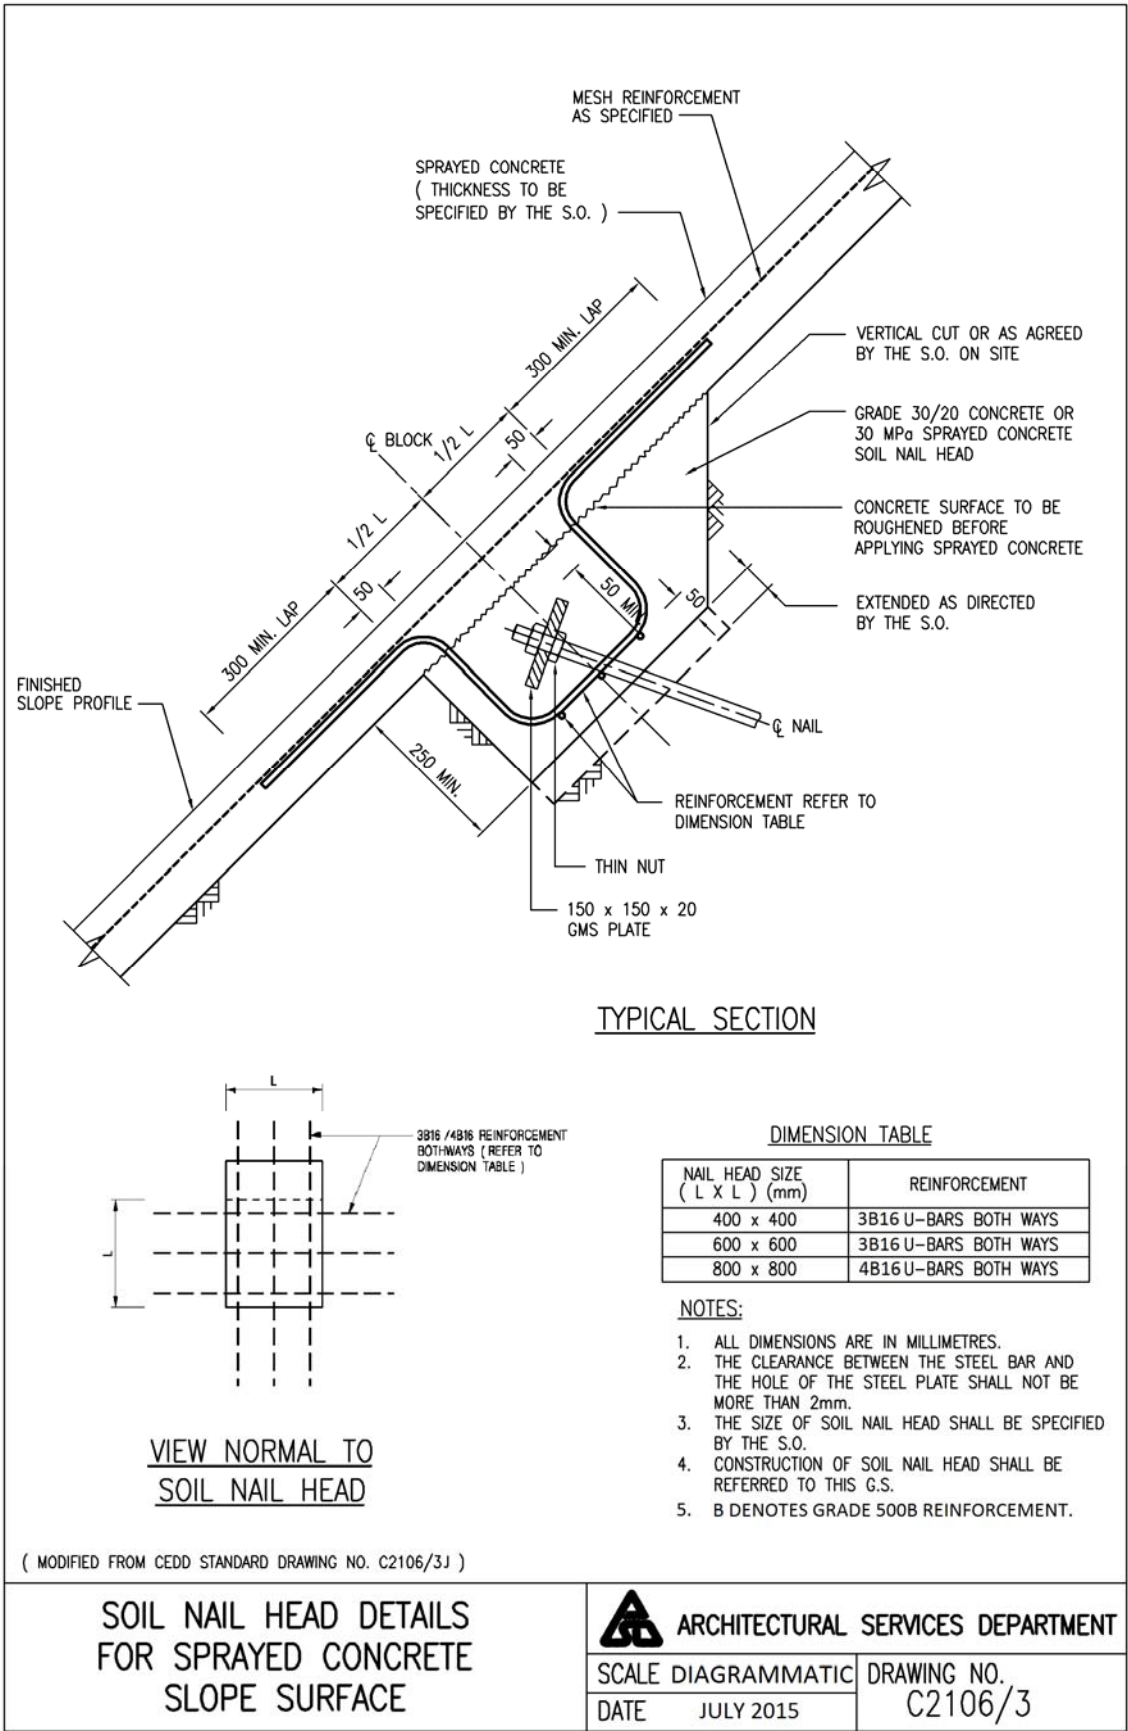 MESH REINFORCEMENT
AS SPECIFIED
SPRAYED CONCRETE
( THICKNESS TO BE
SPECIFIED BY THE S.O. )
300 MIN. LAP
VERTICAL CUT OR AS AGREED
BY THE S.O. ON SITE
GRADE 30/20 CONCRETE OR
30 MPa SPRAYED CONCRETE
SOIL NAIL HEAD
℄ BLOCK
1/2 L
50
CONCRETE SURFACE TO BE
ROUGHENED BEFORE
APPLYING SPRAYED CONCRETE
1/2 L
50
50 MIN.
50
EXTENDED AS DIRECTED
BY THE S.O.
300 MIN. LAP
FINISHED
SLOPE PROFILE
℄ NAIL
250 MIN.
REINFORCEMENT REFER TO
DIMENSION TABLE
THIN NUT
150 x 150 x 20
GMS PLATE
TYPICAL SECTION
L
3B16 /4B16 REINFORCEMENT
BOTHWAYS ( REFER TO
DIMENSION TABLE )
L
VIEW NORMAL TO
SOIL NAIL HEAD
DIMENSION TABLE
NAIL HEAD SIZE
( L X L ) (mm)
REINFORCEMENT
400 x 400 3B16 U-BARS BOTH WAYS
600 x 600 3B16 U-BARS BOTH WAYS
800 x 800 4B16 U-BARS BOTH WAYS
NOTES:
1. ALL DIMENSIONS ARE IN MILLIMETRES.
2. THE CLEARANCE BETWEEN THE STEEL BAR AND
THE HOLE OF THE STEEL PLATE SHALL NOT BE
MORE THAN 2mm.
3. THE SIZE OF SOIL NAIL HEAD SHALL BE SPECIFIED
BY THE S.O.
4. CONSTRUCTION OF SOIL NAIL HEAD SHALL BE
REFERRED TO THIS G.S.
5. B DENOTES GRADE 500B REINFORCEMENT.
( MODIFIED FROM CEDD STANDARD DRAWING NO. C2106/3J )
SOIL NAIL HEAD DETAILS
FOR SPRAYED CONCRETE
SLOPE SURFACE
ARCHITECTURAL SERVICES DEPARTMENT
SCALE DIAGRAMMATIC
DATE JULY 2015
DRAWING NO.
C2106/3